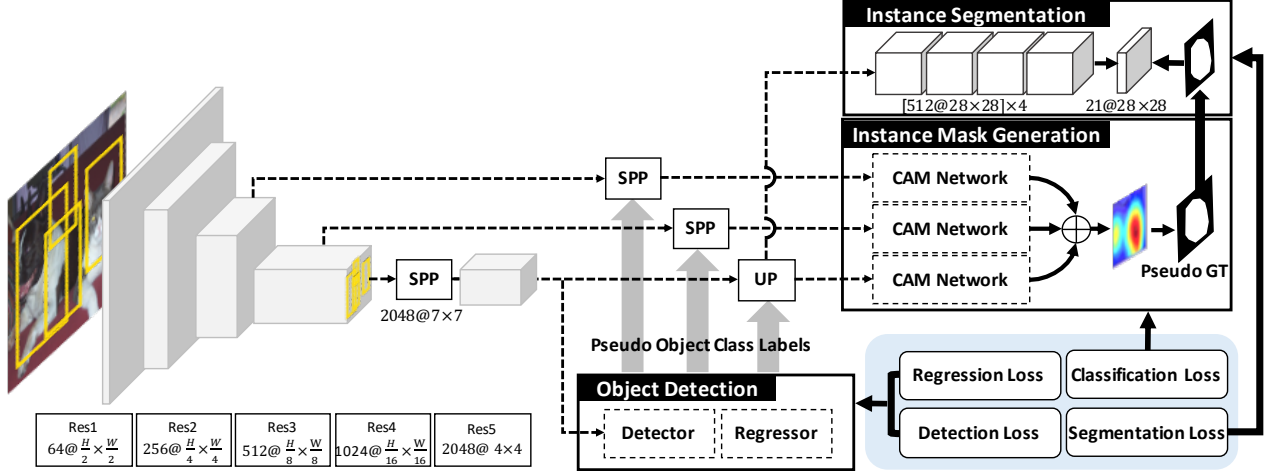 Instance Segmentation
[512@28×28]×4
21@28×28
Instance Mask Generation
CAM Network
CAM Network
CAM Network
Pseudo GT
SPP
SPP
SPP
UP
2048@7×7
Pseudo Object Class Labels
Object Detection
Detector
Regressor
Regression Loss
Classification Loss
Detection Loss
Segmentation Loss
Res1
64@ H/2 × W/2
Res2
256@ H/4 × W/4
Res3
512@ H/8 × W/8
Res4
1024@ H/16 × W/16
Res5
2048@ 4×4